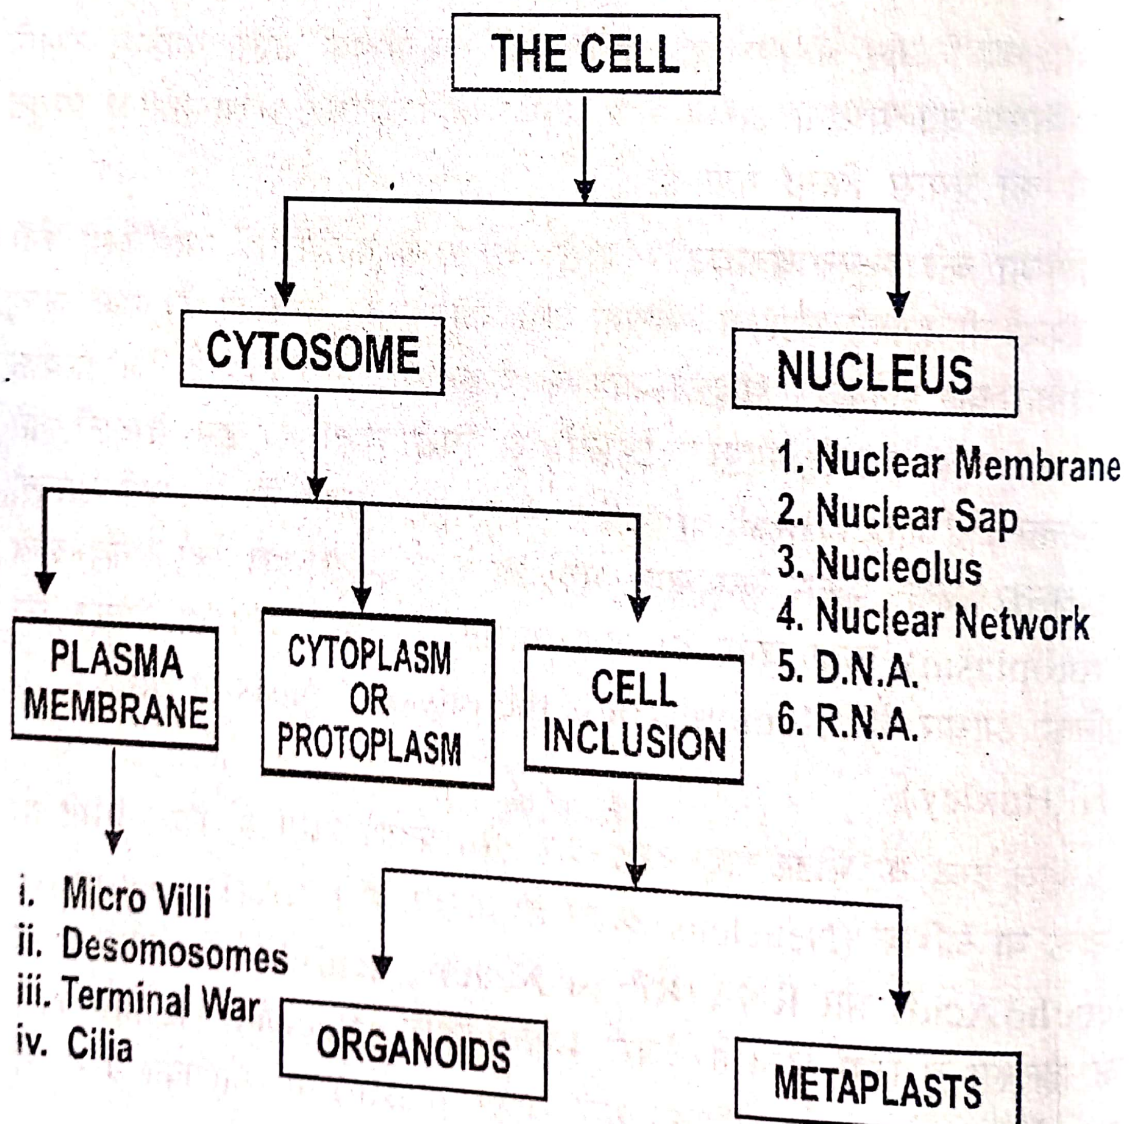 THE CELL
CYTOSOME
NUCLEUS
1. Nuclear Membrane
2. Nuclear Sap
3. Nucleolus
4. Nuclear Network
5. D.N.A.
6. R.N.A.
PLASMA
MEMBRANE
CYTOPLASM
OR
PROTOPLASM
CELL
INCLUSION
i. Micro Villi
ii. Desomosomes
iii. Terminal War
iv. Cilia
ORGANOIDS
METAPLASTS